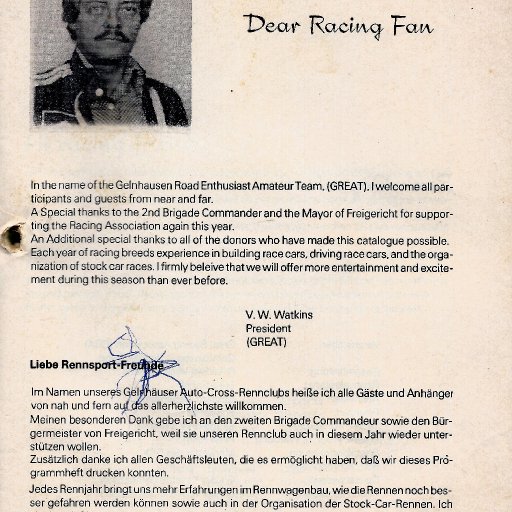 Dear Racing Fan
In the name of the Gelnhausen Road Enthusiast Amateur Team, (GREAT), I welcome all par-
ticipants and guests from near and far.
A Special thanks to the 2nd Brigade Commander and the Mayor of Freigericht for suppor-
ting the Racing Association again this year.
An Additional special thanks to all of the donors who have made this catalogue possible.
Each year of racing breeds experience in building race cars, driving race cars, and the orga-
nization of stock car races. I firmly beleive that we will offer more entertainment and excite-
ment during this season than ever before.
V. W. Watkins
President
(GREAT)
Liebe Rennsport-Freunde
Im Namen unseres Gelnhäuser Auto-Cross-Rennclubs heiße ich alle Gäste und Anhänger
von nah und fern auf das allerherzlichste willkommen.
Meinen besonderen Dank gebe ich an den zweiten Brigade Commandeur sowie den Bür-
germeister von Freigericht, weil sie unseren Rennclub auch in diesem Jahr wieder unter-
stützen wollen.
Zusätzlich danke ich allen Geschäftsleuten, die es ermöglicht haben, daß wir dieses Pro-
grammheft drucken konnten.
Jedes Rennjahr bringt uns mehr Erfahrungen im Rennwagenbau, wie die Rennen noch bes-
ser gefahren werden können sowie auch in der Organisation der Stock-Car-Rennen. Ich